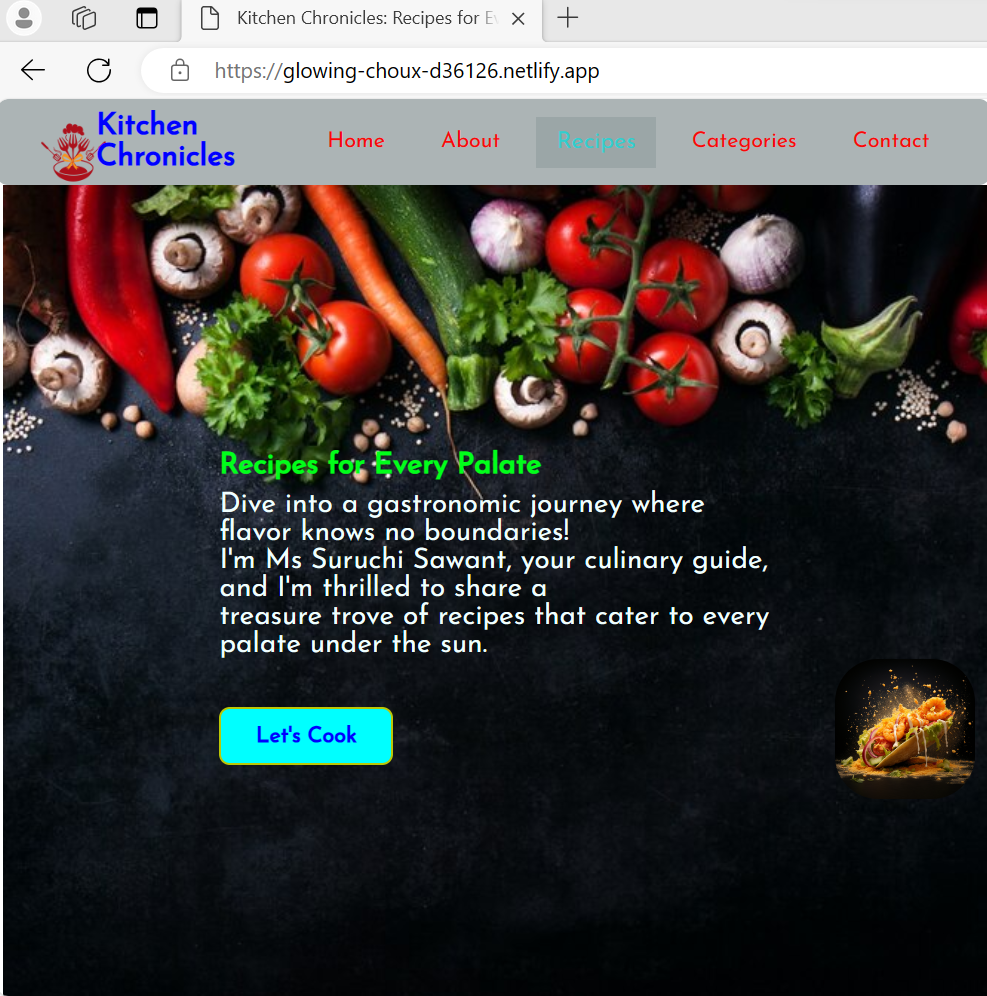 Kitchen Chronicles: Recipes for Ev
https://glowing-choux-d36126.netlify.app
Kitchen
Chronicles
Home About Recipes Categories Contact
Recipes for Every Palate
Dive into a gastronomic journey where
flavor knows no boundaries!
I'm Ms Suruchi Sawant, your culinary guide,
and I'm thrilled to share a
treasure trove of recipes that cater to every
palate under the sun.
Let's Cook